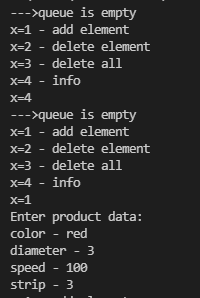 --->queue is empty
x=1 - add element
x=2 - delete element
x=3 - delete all
x=4 - info
x=4
--->queue is empty
x=1 - add element
x=2 - delete element
x=3 - delete all
x=4 - info
x=1
Enter product data:
color - red
diameter - 3
speed - 100
strip - 3